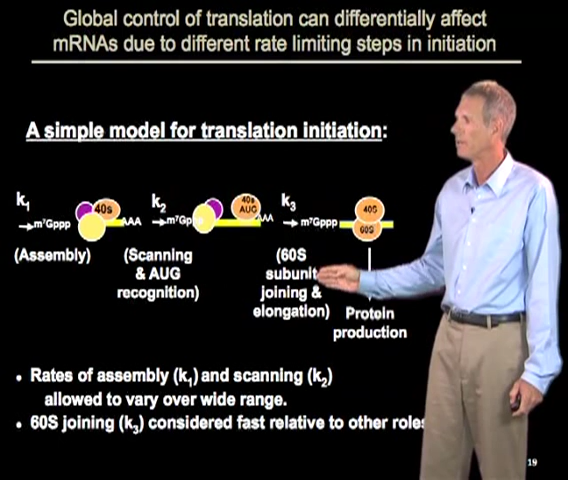 Global control of translation can differentially affect
mRNAs due to different rate limiting steps in initiation
A simple model for translation initiation:
k₁ k₂ k₃
m⁷Gppp 40s AAA m⁷Gpp 40s AUG AA m⁷Gppp 40S 60S
(Assembly)
(Scanning
& AUG
recognition)
(60S
subunit
joining &
elongation)
Protein
production
• Rates of assembly (k₁) and scanning (k₂)
allowed to vary over wide range.
• 60S joining (k₃) considered fast relative to other roles
19